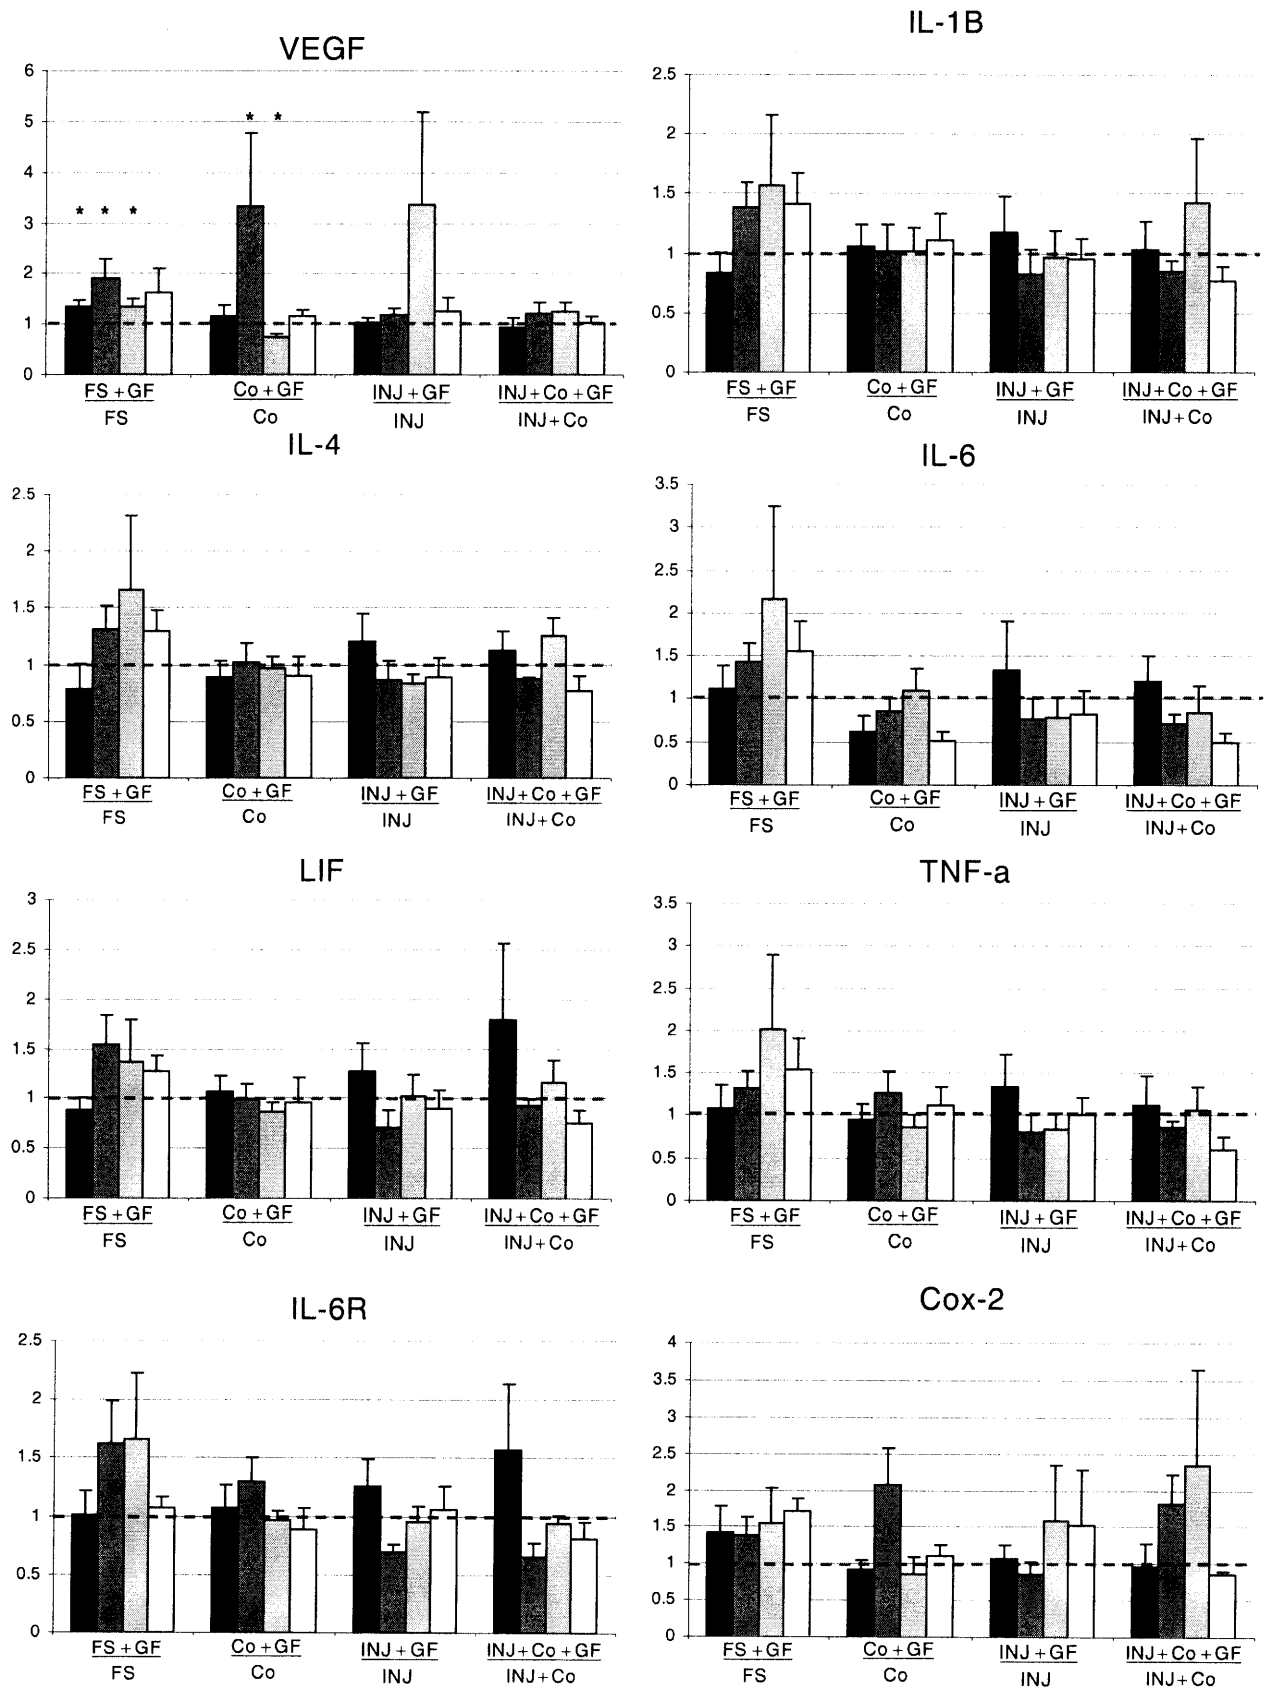 VEGF
6
5
4
3
2
1
0
* * *
* *
FS + GF Co + GF INJ + GF INJ + Co + GF
FS Co INJ INJ + Co
IL-1B
2.5
2
1.5
1
0.5
0
FS + GF Co + GF INJ + GF INJ + Co + GF
FS Co INJ INJ + Co
IL-4
2.5
2
1.5
1
0.5
0
FS + GF Co + GF INJ + GF INJ + Co + GF
FS Co INJ INJ + Co
IL-6
3.5
3
2.5
2
1.5
1
0.5
0
FS + GF Co + GF INJ + GF INJ + Co + GF
FS Co INJ INJ + Co
LIF
3
2.5
2
1.5
1
0.5
0
FS + GF Co + GF INJ + GF INJ + Co + GF
FS Co INJ INJ + Co
TNF-a
3.5
3
2.5
2
1.5
1
0.5
0
FS + GF Co + GF INJ + GF INJ + Co + GF
FS Co INJ INJ + Co
IL-6R
2.5
2
1.5
1
0.5
0
FS + GF Co + GF INJ + GF INJ + Co + GF
FS Co INJ INJ + Co
Cox-2
4
3.5
3
2.5
2
1.5
1
0.5
0
FS + GF Co + GF INJ + GF INJ + Co + GF
FS Co INJ INJ + Co